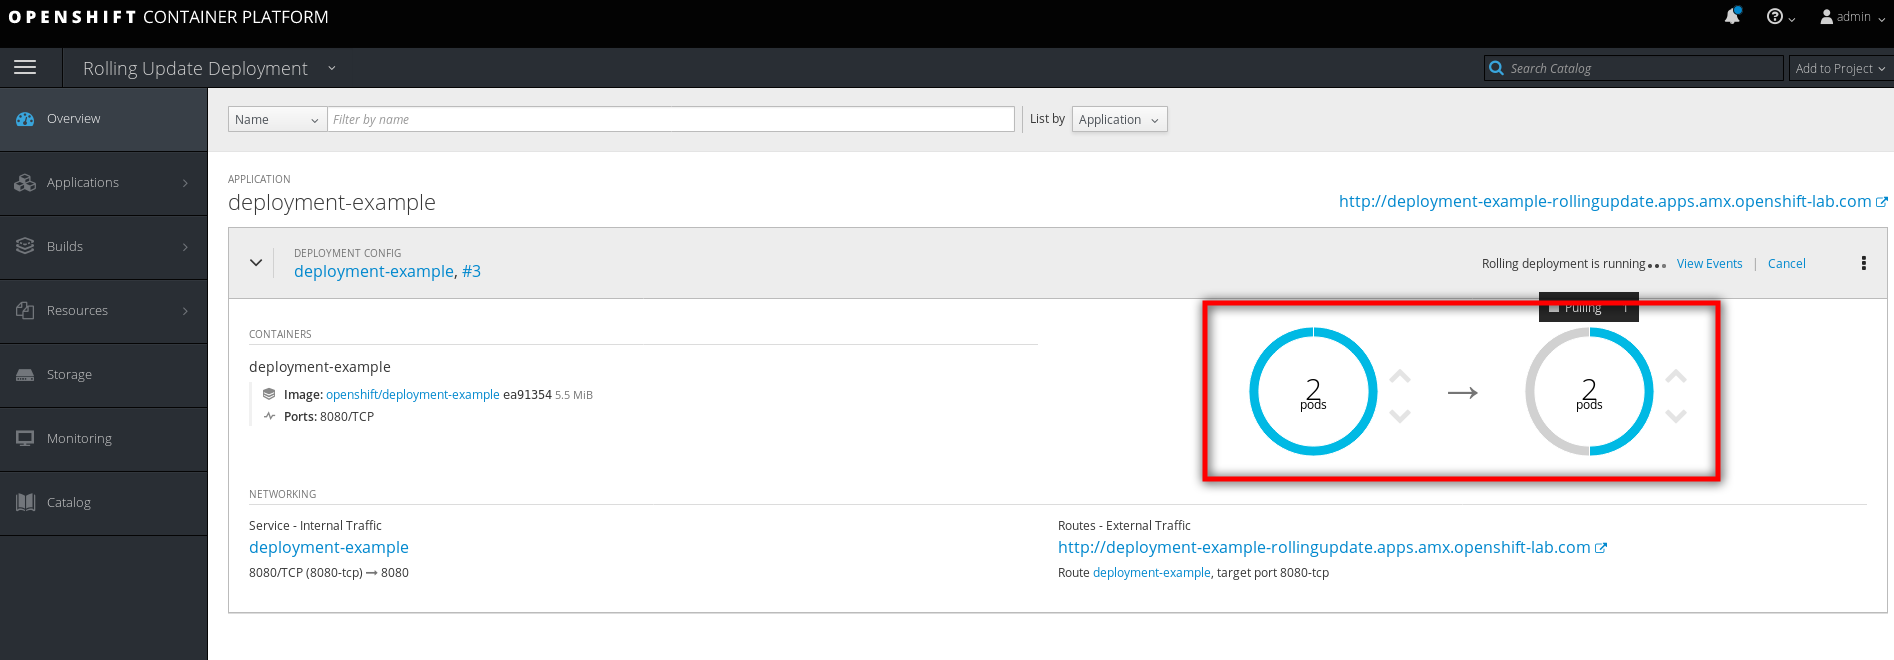 OPENSHIFT CONTAINER PLATFORM
admin
Rolling Update Deployment
Search Catalog
Add to Project
Overview
Applications
Builds
Resources
Storage
Monitoring
Catalog
Name
Filter by name
List by
Application
APPLICATION
deployment-example
http://deployment-example-rollingupdate.apps.amx.openshift-lab.com
DEPLOYMENT CONFIG
deployment-example, #3
Rolling deployment is running
View Events | Cancel
CONTAINERS
deployment-example
Image: openshift/deployment-example ea91354 5.5 MiB
Ports: 8080/TCP
2
pods
Pulling 1
2
pods
NETWORKING
Service - Internal Traffic
deployment-example
8080/TCP (8080-tcp) → 8080
Routes - External Traffic
http://deployment-example-rollingupdate.apps.amx.openshift-lab.com
Route deployment-example, target port 8080-tcp